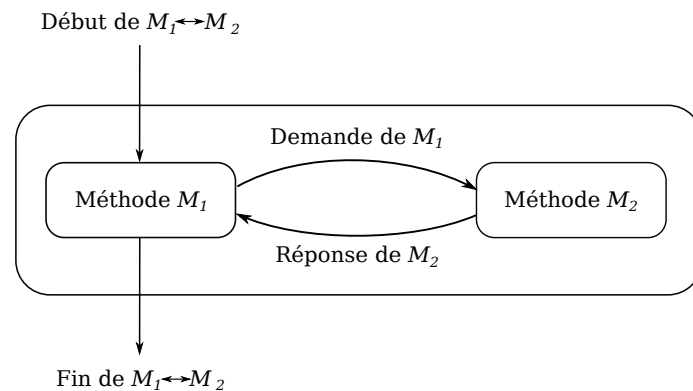 Début de M₁↔M₂
Demande de M₁
Méthode M₁
Méthode M₂
Réponse de M₂
Fin de M₁↔M₂